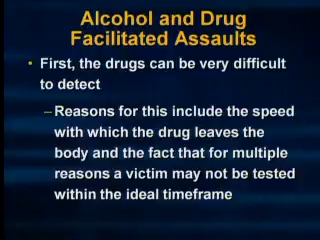 Alcohol and Drug
Facilitated Assaults
• First, the drugs can be very difficult
to detect
–Reasons for this include the speed
with which the drug leaves the
body and the fact that for multiple
reasons a victim may not be tested
within the ideal timeframe